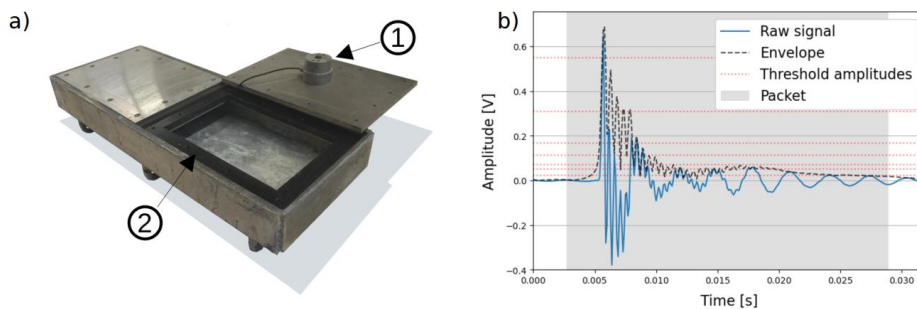 a)
1
2
b)
Raw signal
Envelope
Threshold amplitudes
Packet
Amplitude [V]
0.6
0.4
0.2
0.0
−0.2
−0.4
0.000
0.005
0.010
0.015
0.020
0.025
0.030
Time [s]